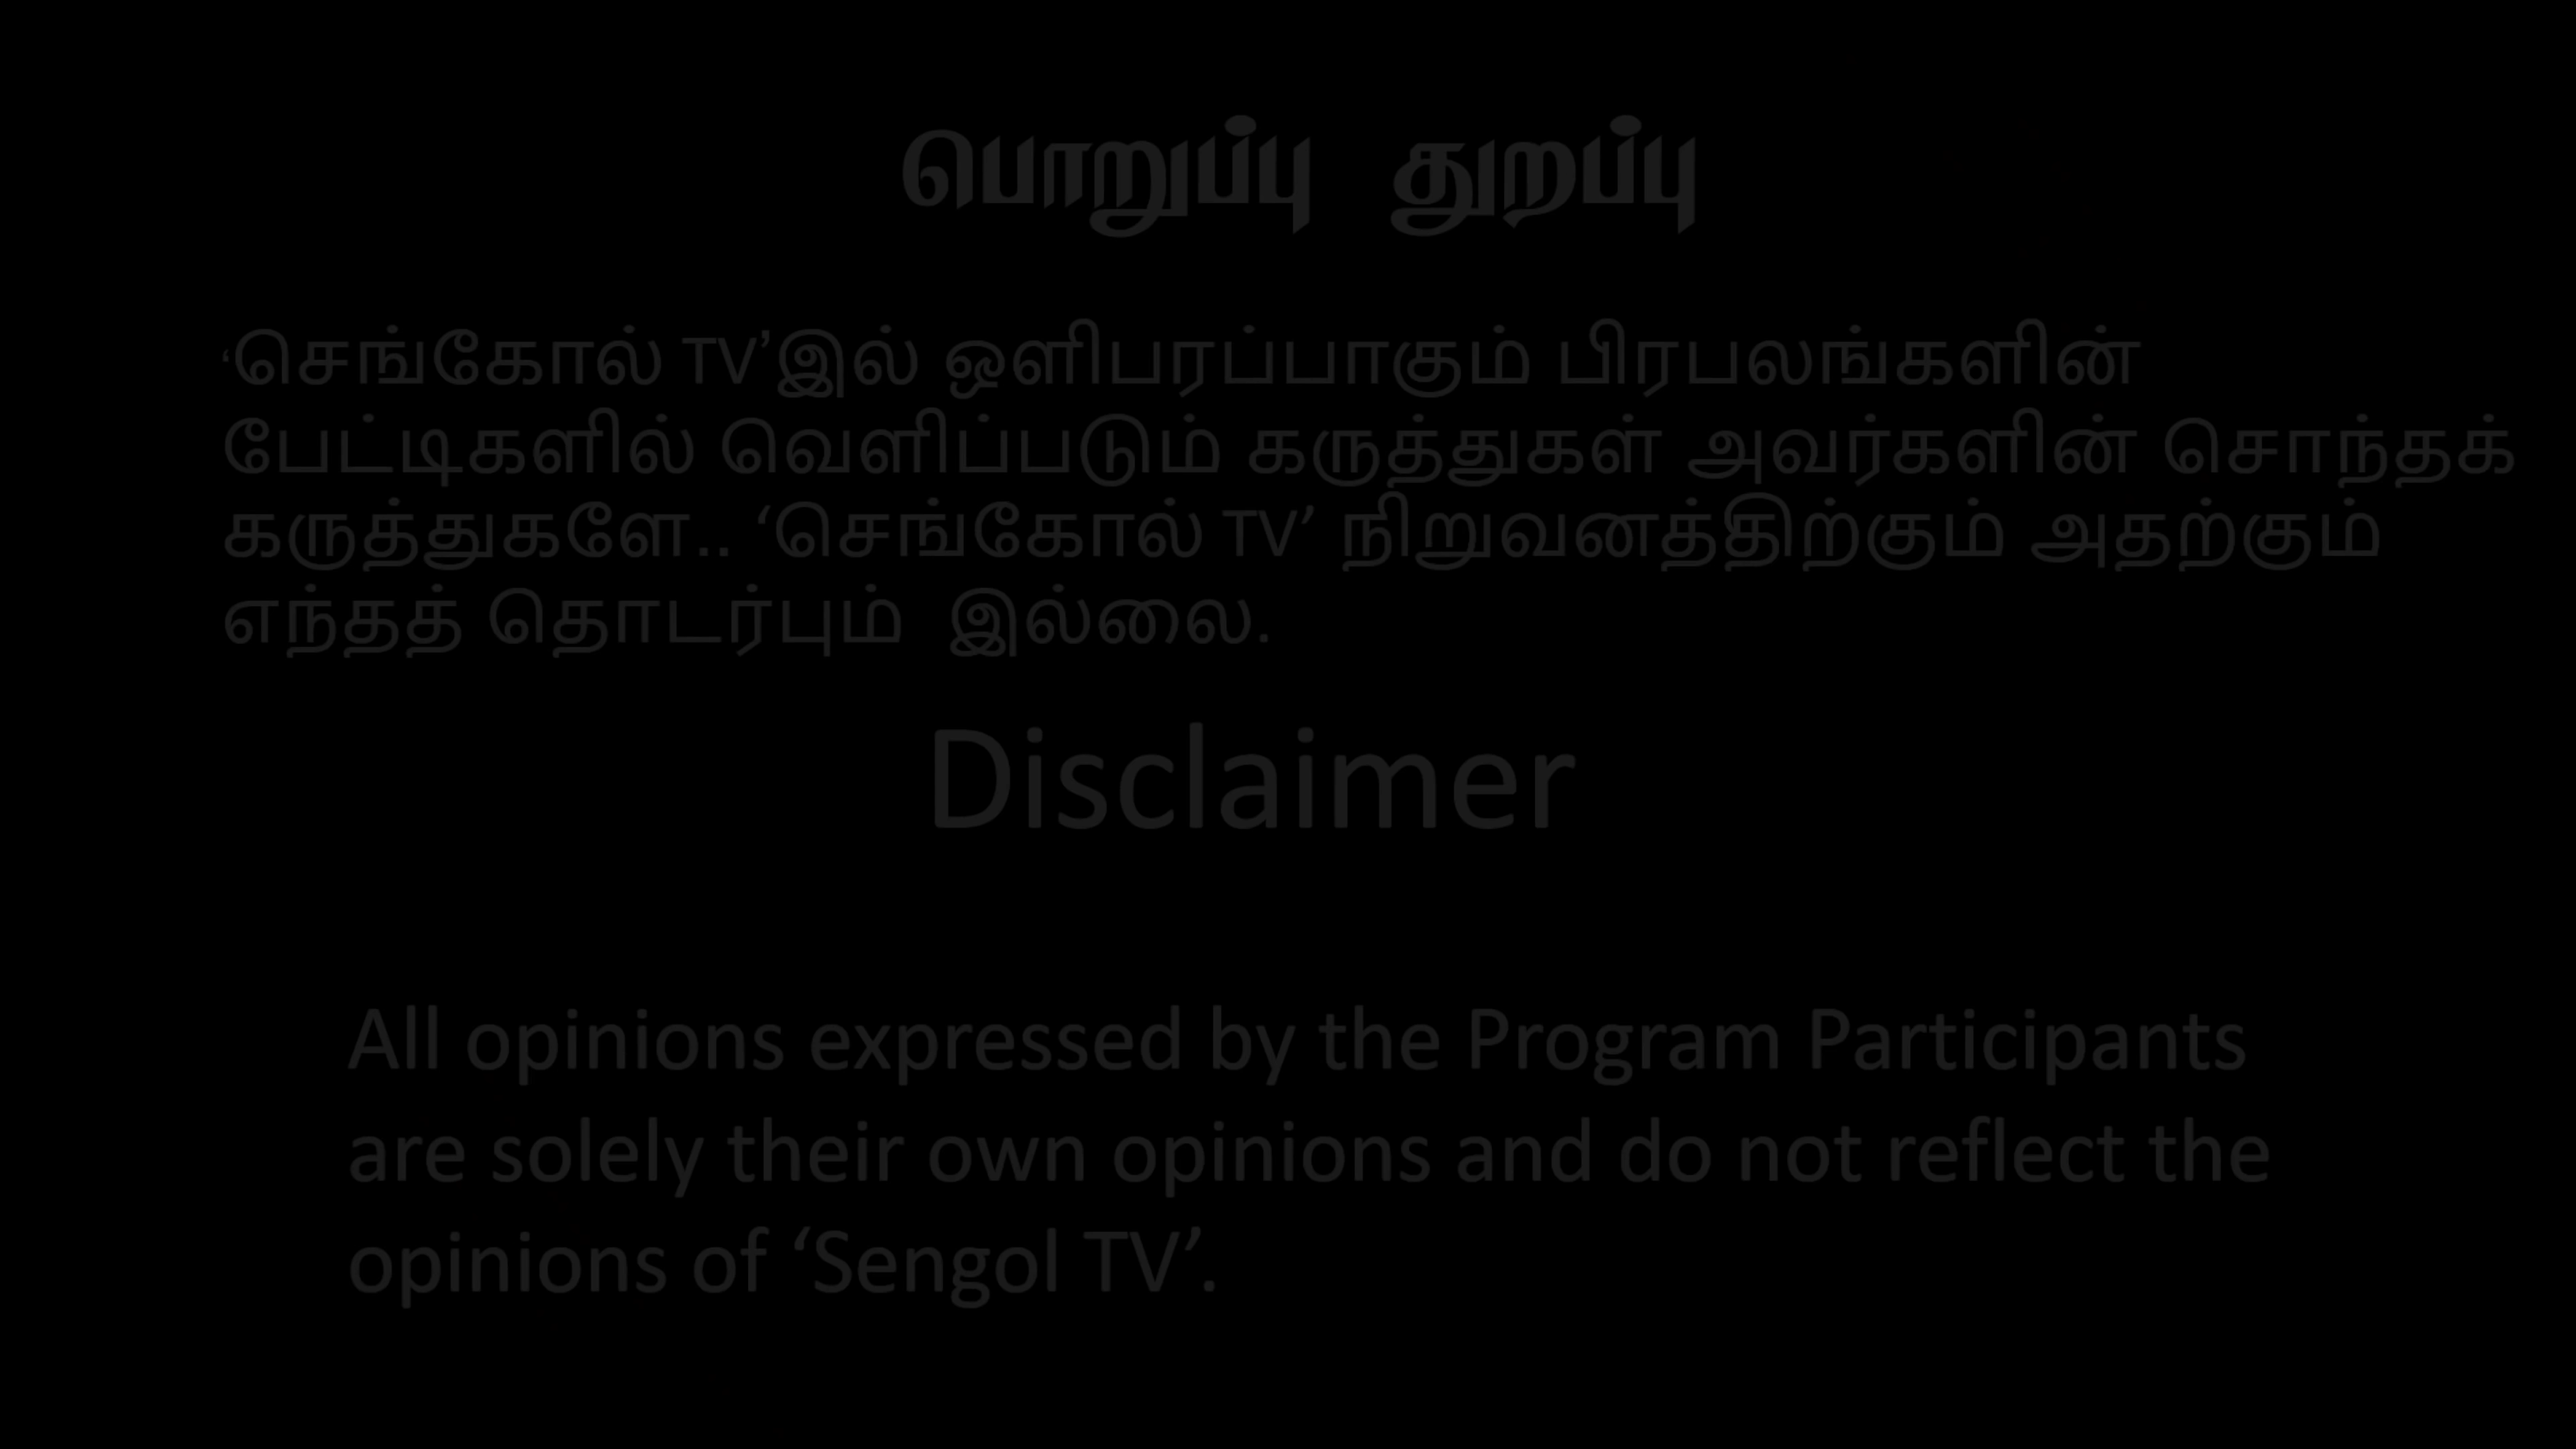 பொறுப்பு துறப்பு
‘செங்கோல் TV’இல் ஒளிபரப்பாகும் பிரபலங்களின்
பேட்டிகளில் வெளிப்படும் கருத்துகள் அவர்களின் சொந்தக்
கருத்துகளே.. ‘செங்கோல் TV’ நிறுவனத்திற்கும் அதற்கும்
எந்தத் தொடர்பும் இல்லை.
Disclaimer
All opinions expressed by the Program Participants
are solely their own opinions and do not reflect the
opinions of ‘Sengol TV’.